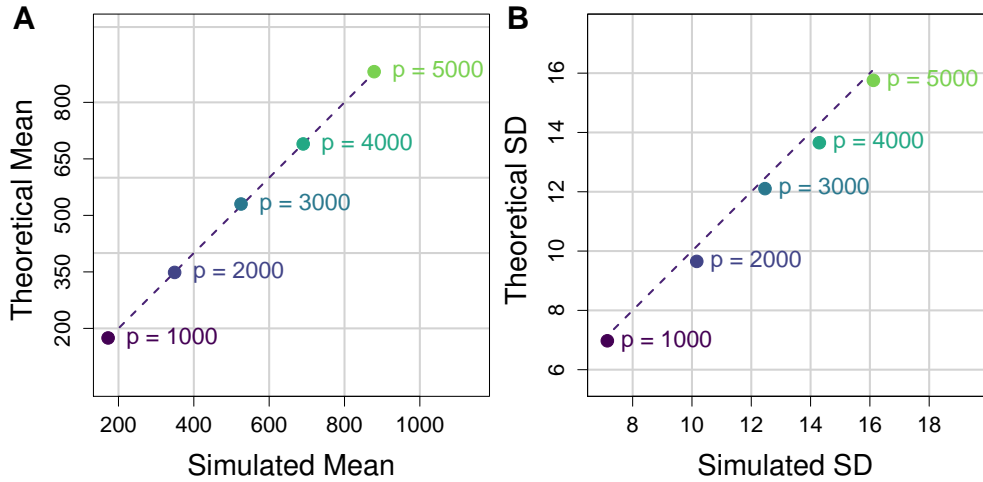 A
Theoretical Mean
800
650
500
350
200
p = 5000
p = 4000
p = 3000
p = 2000
p = 1000
200 400 600 800 1000
Simulated Mean
B
Theoretical SD
16
14
12
10
8
6
p = 5000
p = 4000
p = 3000
p = 2000
p = 1000
8 10 12 14 16 18
Simulated SD